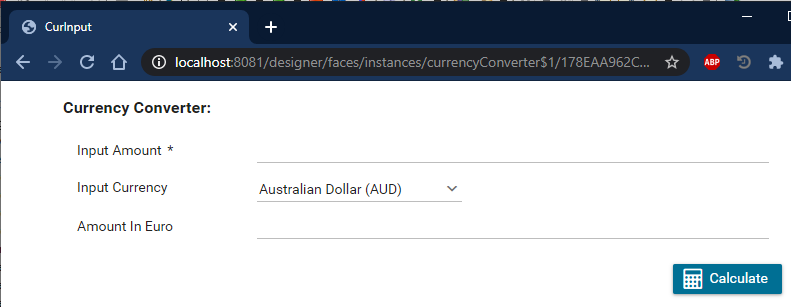 CurInput
localhost:8081/designer/faces/instances/currencyConverter$1/178EAA962C...
ABP
Currency Converter:
Input Amount *
Input Currency Australian Dollar (AUD)
Amount In Euro
Calculate